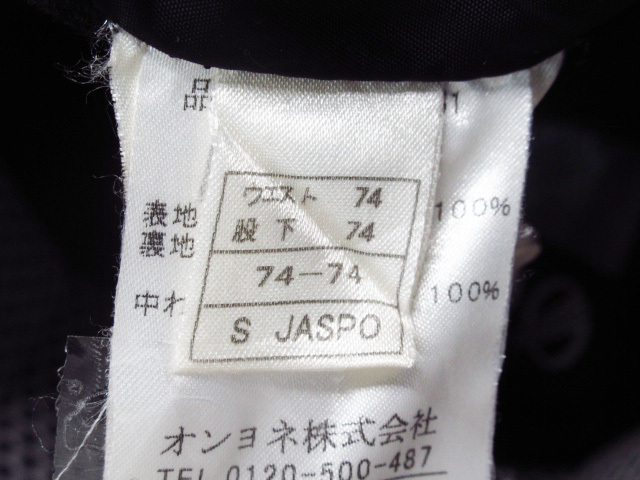 品
ウエスト 74
股下 74
74-74
S JASPO
表地 100%
裏地
中わ 100%
オンヨネ株式会社
TEL 0120-500-487